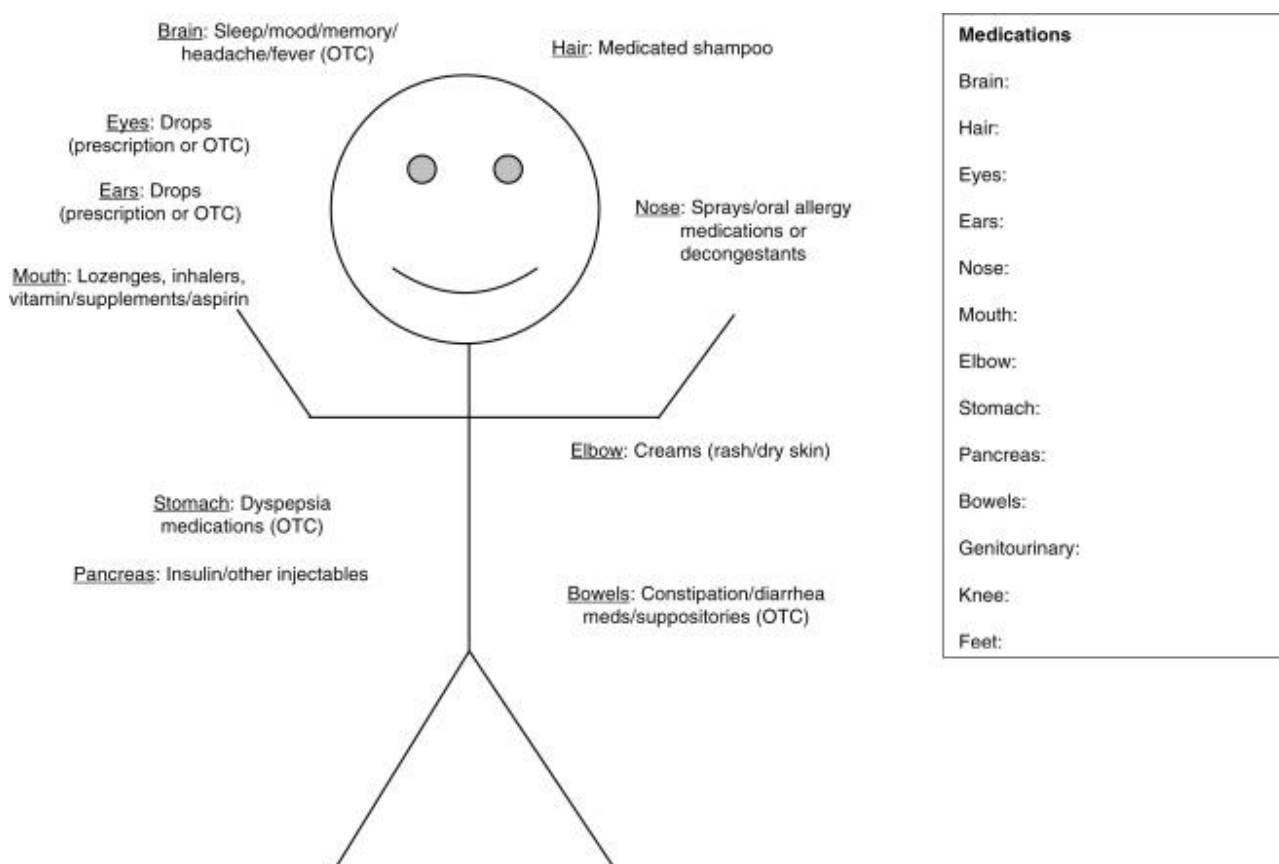 Brain: Sleep/mood/memory/
headache/fever (OTC)
Hair: Medicated shampoo
Eyes: Drops
(prescription or OTC)
Ears: Drops
(prescription or OTC)
Nose: Sprays/oral allergy
medications or
decongestants
Mouth: Lozenges, inhalers,
vitamin/supplements/aspirin
Elbow: Creams (rash/dry skin)
Stomach: Dyspepsia
medications (OTC)
Pancreas: Insulin/other injectables
Bowels: Constipation/diarrhea
meds/suppositories (OTC)
Medications
Brain:
Hair:
Eyes:
Ears:
Nose:
Mouth:
Elbow:
Stomach:
Pancreas:
Bowels:
Genitourinary:
Knee:
Feet: